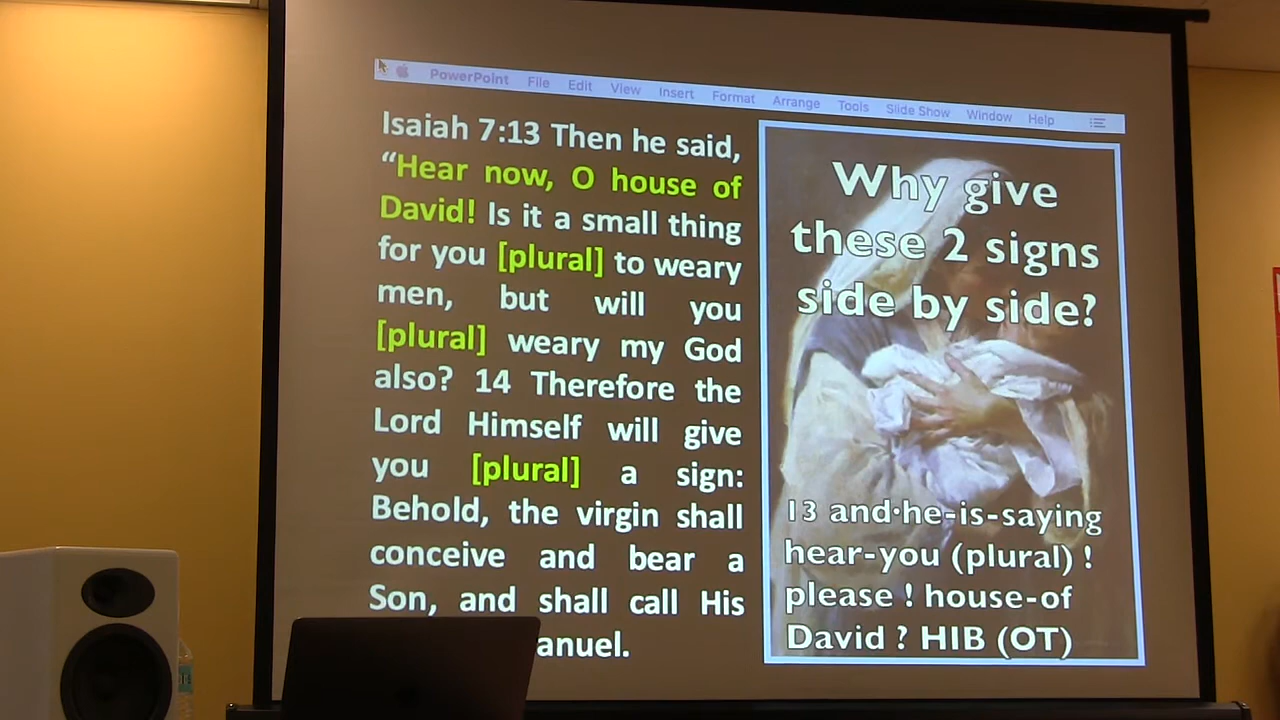 PowerPoint File Edit View Insert Format Arrange Tools Slide Show Window Help
Isaiah 7:13 Then he said,
“Hear now, O house of
David! Is it a small thing
for you [plural] to weary
men, but will you
[plural] weary my God
also? 14 Therefore the
Lord Himself will give
you [plural] a sign:
Behold, the virgin shall
conceive and bear a
Son, and shall call His
anuel.
Why give
these 2 signs
side by side?
13 and·he-is-saying
hear-you (plural) !
please ! house-of
David ? HIB (OT)